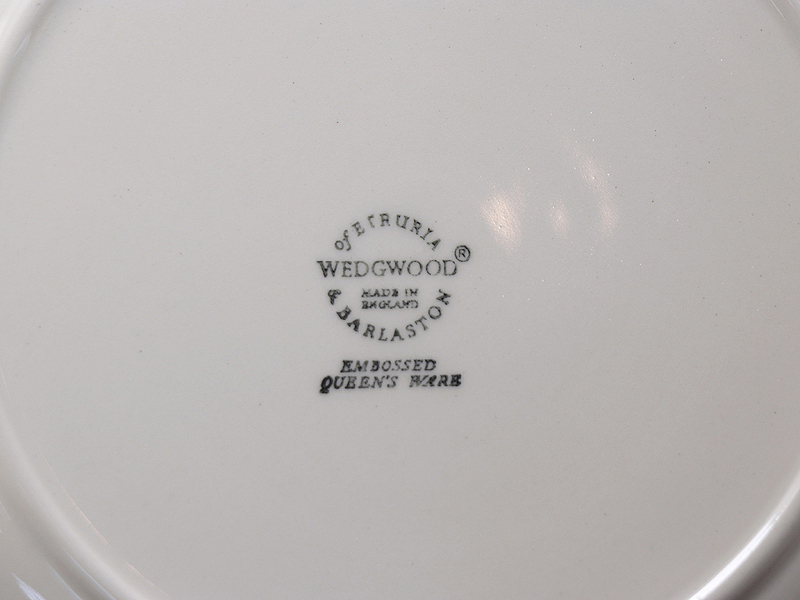 of ETRURIA
WEDGWOOD®
MADE IN
ENGLAND
& BARLASTON
EMBOSSED
QUEEN'S WARE